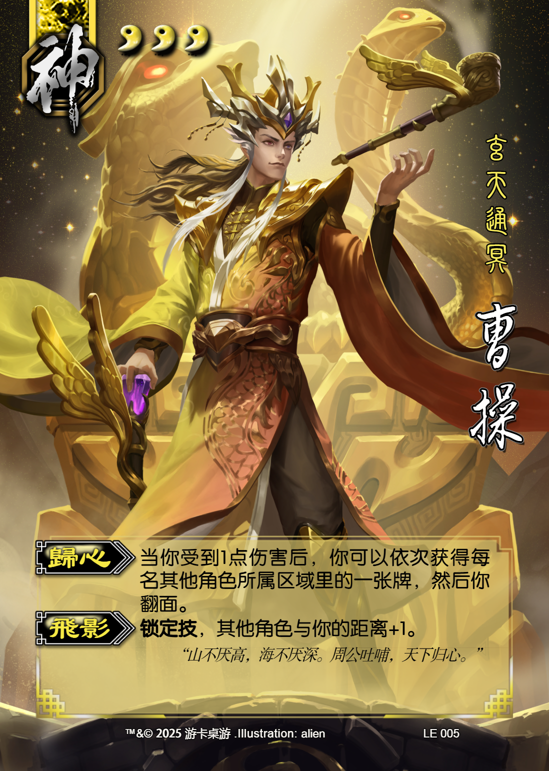 神
玄天通冥
曹操
歸心
当你受到1点伤害后，你可以依次获得每
名其他角色所属区域里的一张牌，然后你
翻面。
飛影
锁定技，其他角色与你的距离+1。
“山不厌高，海不厌深。周公吐哺，天下归心。”
™&© 2025 游卡桌游 .Illustration: alien
LE 005